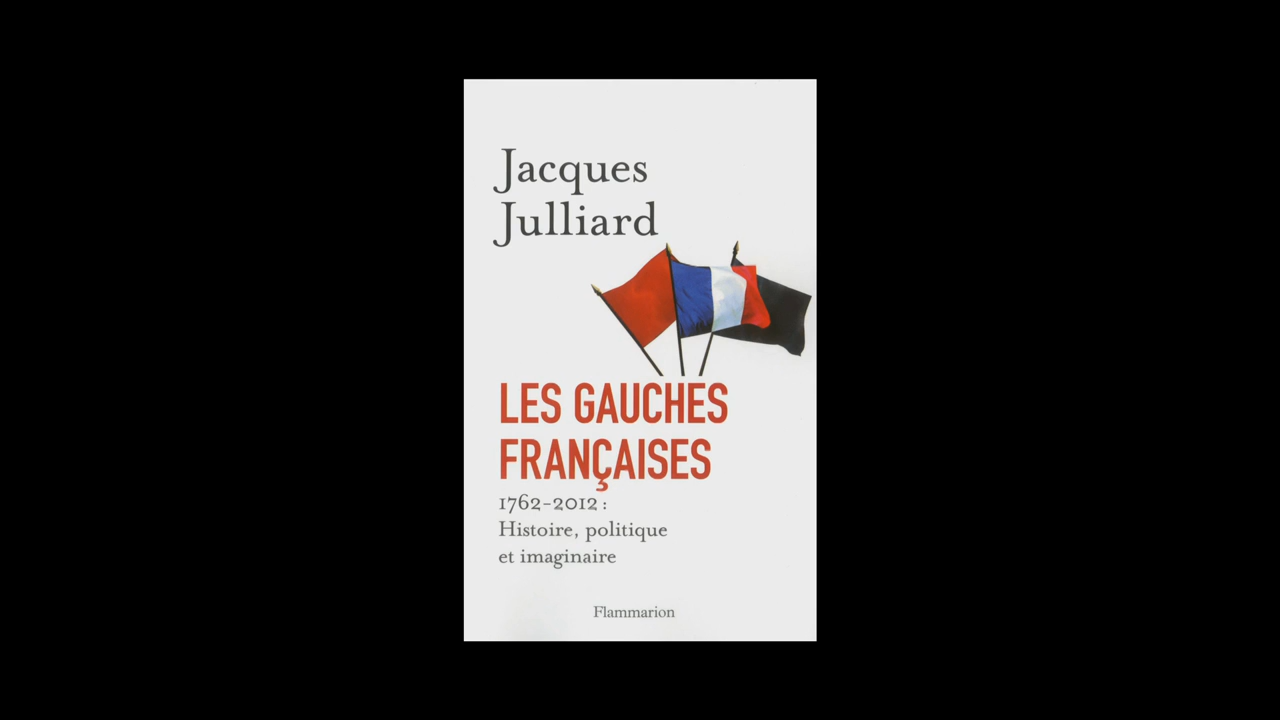 Jacques
Julliard
LES GAUCHES
FRANÇAISES
1762-2012 :
Histoire, politique
et imaginaire
Flammarion